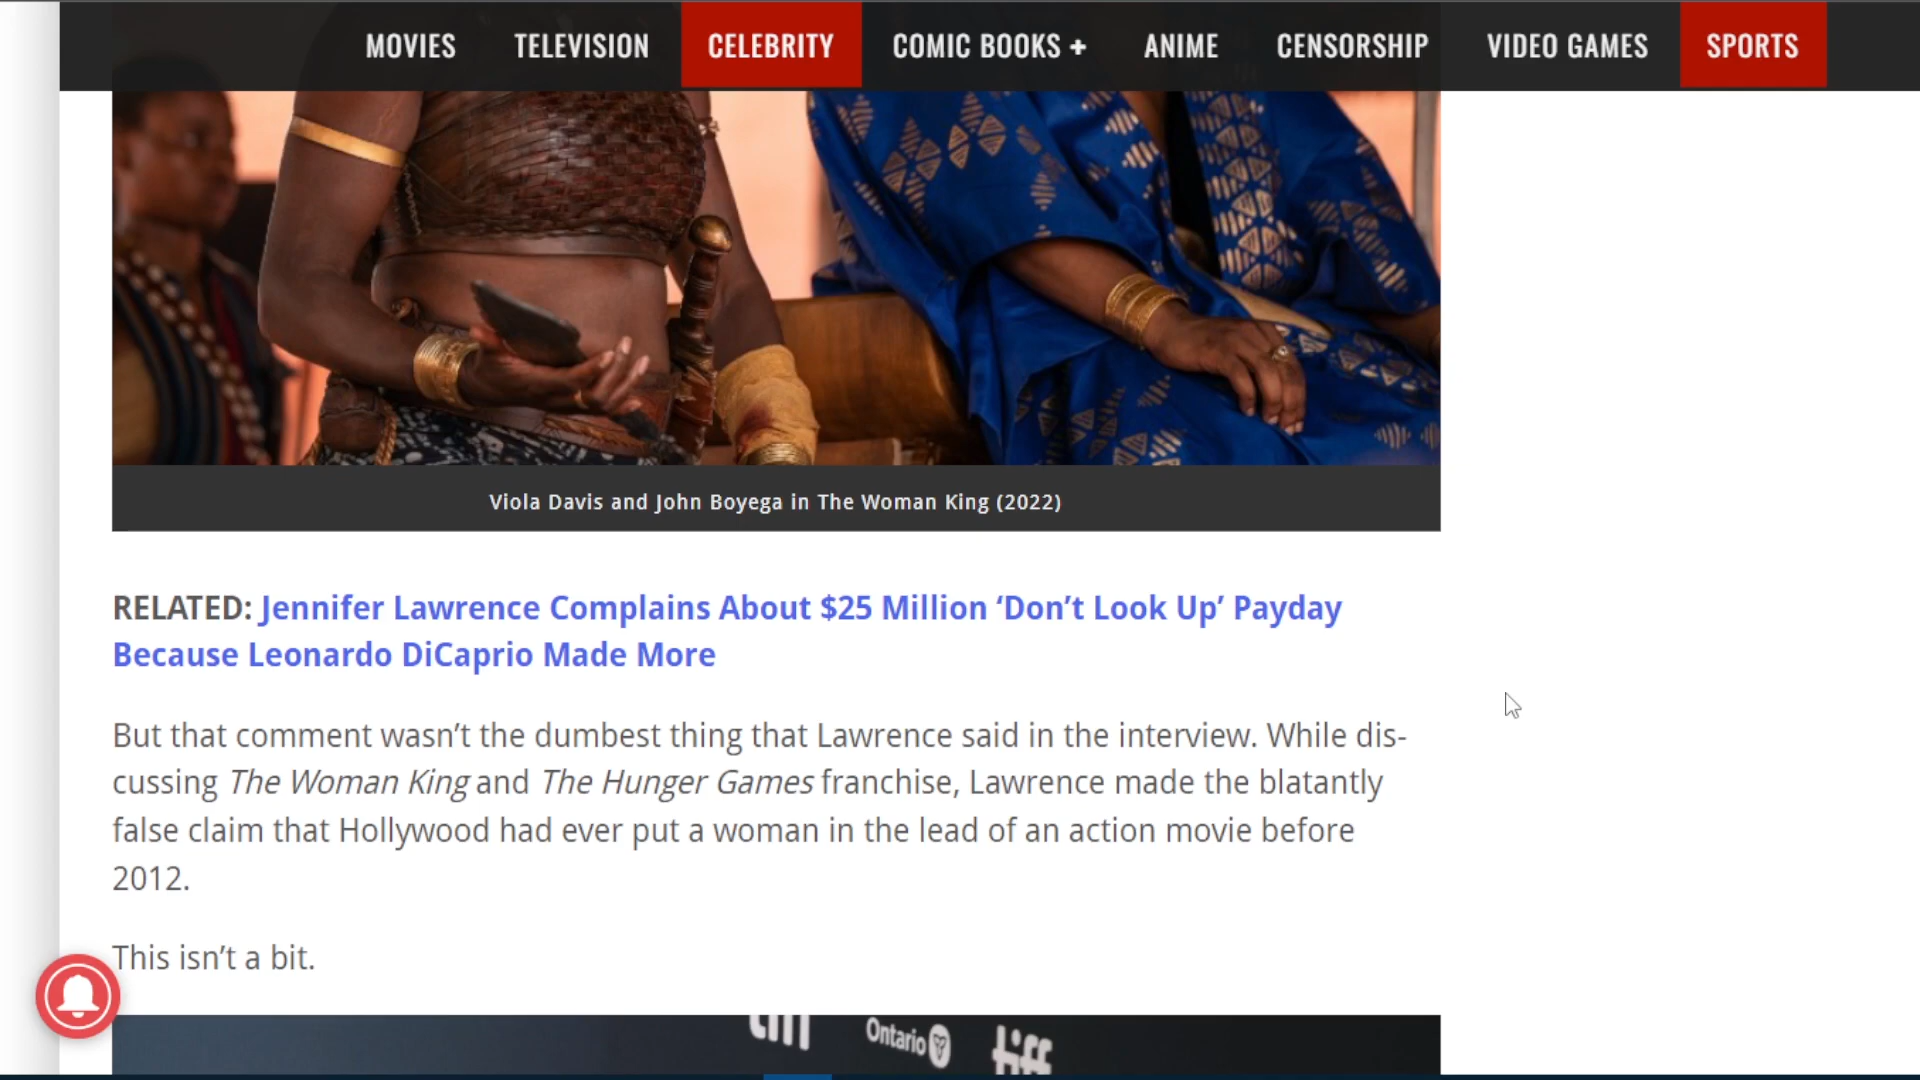 MOVIES TELEVISION CELEBRITY COMIC BOOKS + ANIME CENSORSHIP VIDEO GAMES SPORTS
Viola Davis and John Boyega in The Woman King (2022)
RELATED: Jennifer Lawrence Complains About $25 Million ‘Don’t Look Up’ Payday
Because Leonardo DiCaprio Made More
But that comment wasn’t the dumbest thing that Lawrence said in the interview. While dis-
cussing The Woman King and The Hunger Games franchise, Lawrence made the blatantly
false claim that Hollywood had ever put a woman in the lead of an action movie before
2012.
This isn’t a bit.
Ontario tiff